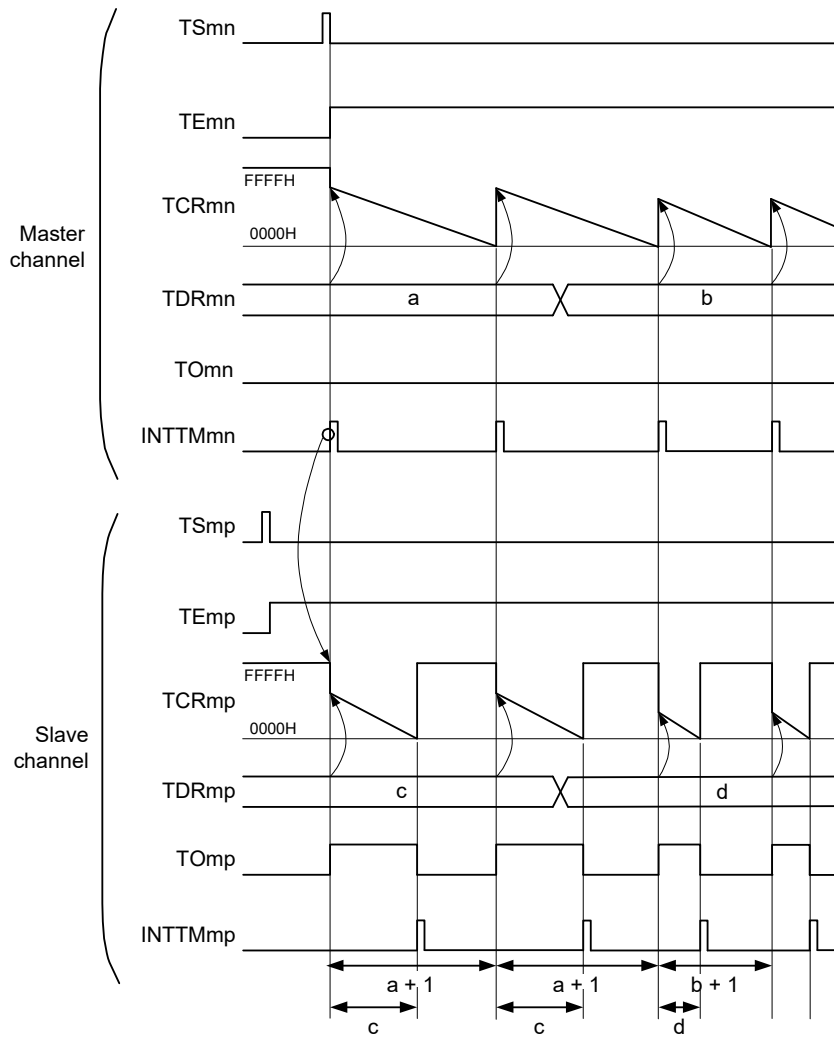 TSmn
TEmn
FFFFH
TCRmn
0000H
Master
channel
TDRmn
a
b
TOmn
INTTMmn
TSmp
TEmp
FFFFH
TCRmp
0000H
Slave
channel
TDRmp
c
d
TOmp
INTTMmp
a + 1
a + 1
b + 1
c
c
d